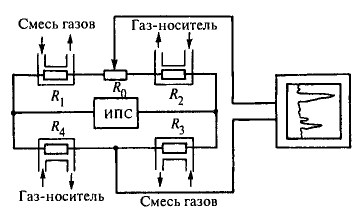 Смесь газов
Газ-носитель
R1
R0
R2
ИПС
R4
R3
Газ-носитель
Смесь газов